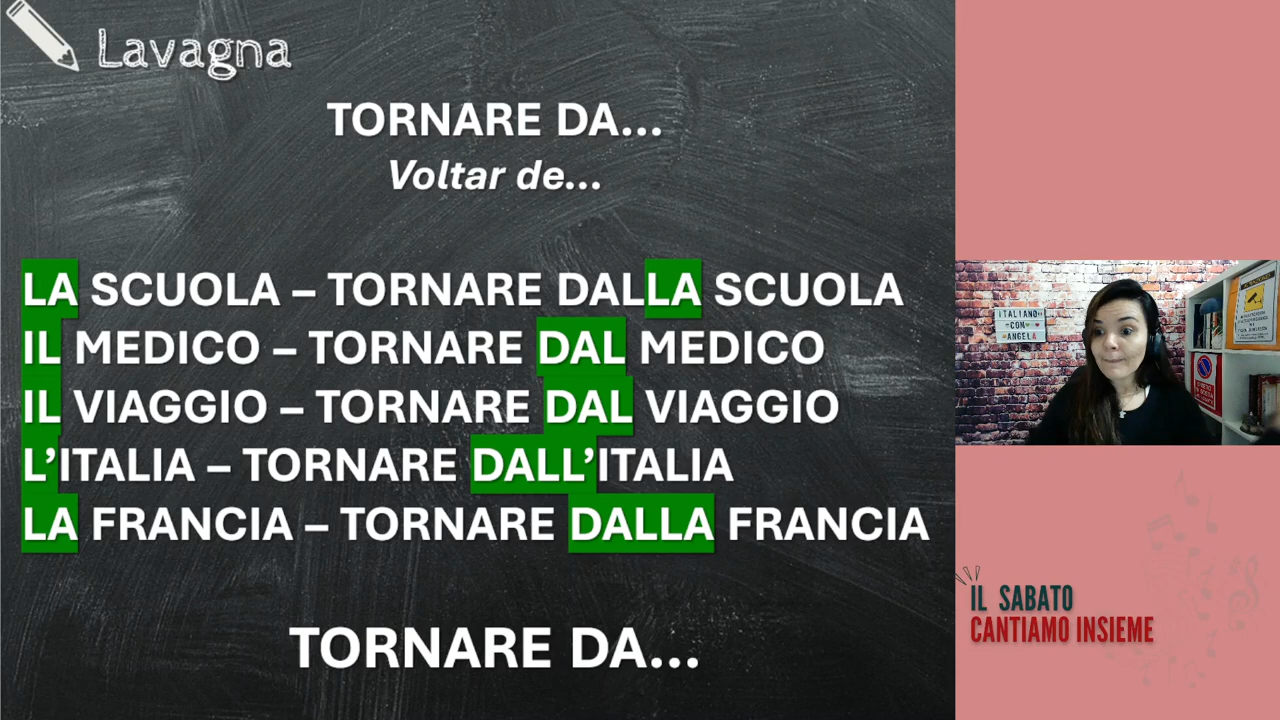 Lavagna
TORNARE DA...
Voltar de...
LA SCUOLA – TORNARE DALLA SCUOLA
IL MEDICO – TORNARE DAL MEDICO
IL VIAGGIO – TORNARE DAL VIAGGIO
L’ITALIA – TORNARE DALL’ITALIA
LA FRANCIA – TORNARE DALLA FRANCIA
TORNARE DA...
ITALIANO
-CON-
ANGELA
IL SABATO
CANTIAMO INSIEME